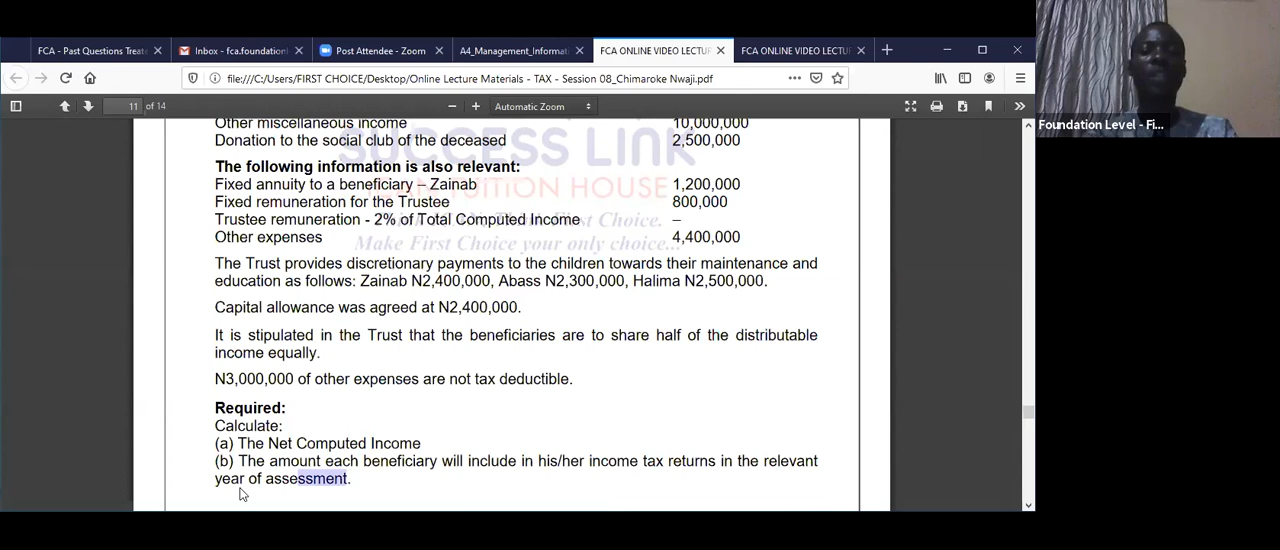 FCA - Past Questions Treat
Inbox - fca.foundation
Post Attendee - Zoom
A4_Management_Informati
FCA ONLINE VIDEO LECTUR
FCA ONLINE VIDEO LECTU
file:///C:/Users/FIRST CHOICE/Desktop/Online Lecture Materials - TAX - Session 08_Chimaroke Nwaji.pdf
11 of 14
Automatic Zoom
Foundation Level - Fi...
Other miscellaneous income 10,000,000
Donation to the social club of the deceased 2,500,000
SUCCESS LINK
The following information is also relevant:
Fixed annuity to a beneficiary – Zainab 1,200,000
TUITION HOUSE
Fixed remuneration for the Trustee 800,000
Trustee remuneration - 2% of Total Computed Income –
First Choice.
Other expenses 4,400,000
Make First Choice your only choice...
The Trust provides discretionary payments to the children towards their maintenance and
education as follows: Zainab N2,400,000, Abass N2,300,000, Halima N2,500,000.
Capital allowance was agreed at N2,400,000.
It is stipulated in the Trust that the beneficiaries are to share half of the distributable
income equally.
N3,000,000 of other expenses are not tax deductible.
Required:
Calculate:
(a) The Net Computed Income
(b) The amount each beneficiary will include in his/her income tax returns in the relevant
year of assessment.